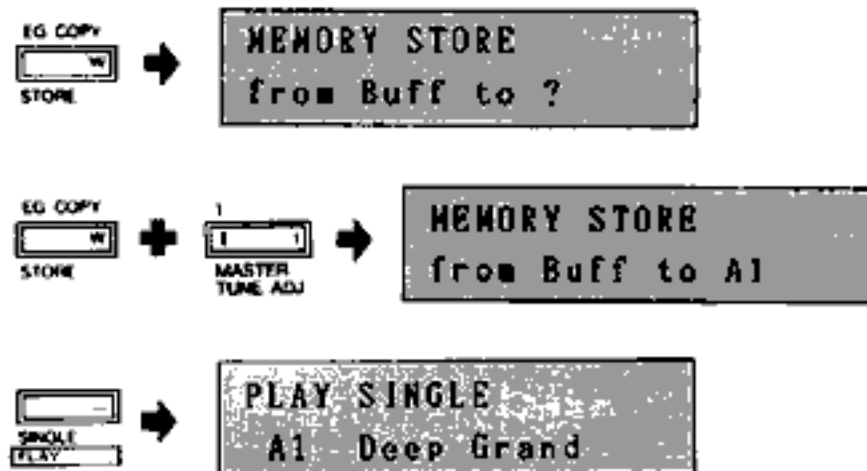 EG COPY
W
STORE
MEMORY STORE
from Buff to ?
EG COPY
W
STORE
1
1 1
MASTER
TUNE ADJ
MEMORY STORE
from Buff to A1
SINGLE
PLAY
PLAY SINGLE
A1 Deep Grand